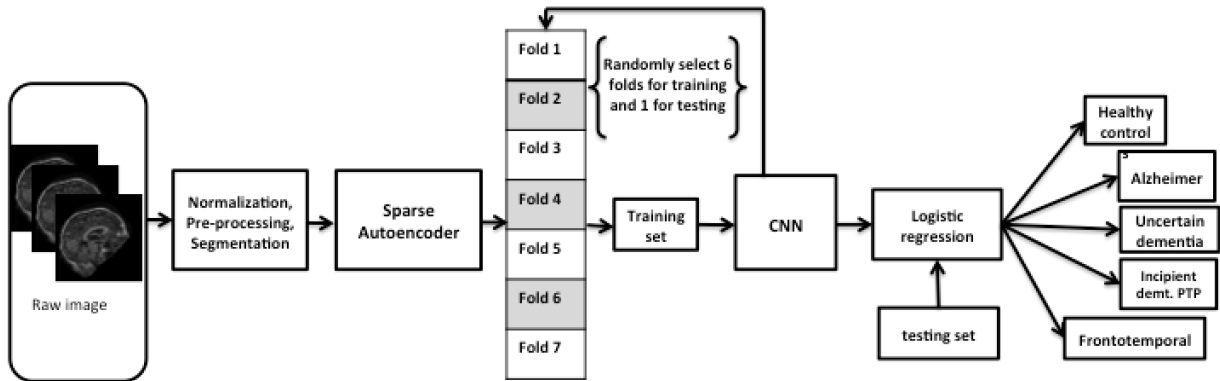 Raw image
Normalization,
Pre-processing,
Segmentation
Sparse
Autoencoder
Fold 1
Fold 2
Fold 3
Fold 4
Fold 5
Fold 6
Fold 7
Randomly select 6
folds for training
and 1 for testing
Training
set
CNN
Logistic
regression
testing set
Healthy
control
s
Alzheimer
Uncertain
dementia
Incipient
demt. PTP
Frontotemporal